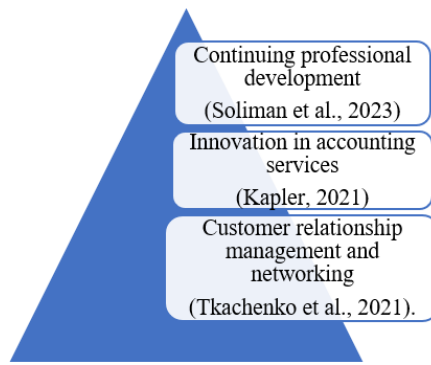 Continuing professional
development
(Soliman et al., 2023)
Innovation in accounting
services
(Kapler, 2021)
Customer relationship
management and
networking
(Tkachenko et al., 2021).